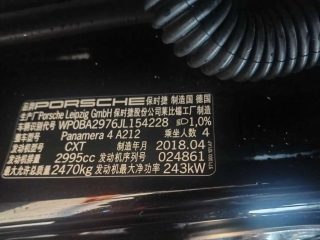 品牌 PORSCHE 保时捷 制造国 德国
生产厂 Porsche Leipzig GmbH 保时捷股份公司莱比锡工厂制造
车辆识别代号 WP0BA2976JL154228 1,0%
整车型号 Panamera 4 A212 乘坐人数 4
发动机型号 CXT 制造年月 2018.04
发动机排量 2995cc 发动机序列号 024861
最大允许总质量 2470kg 发动机最大净功率 243kW